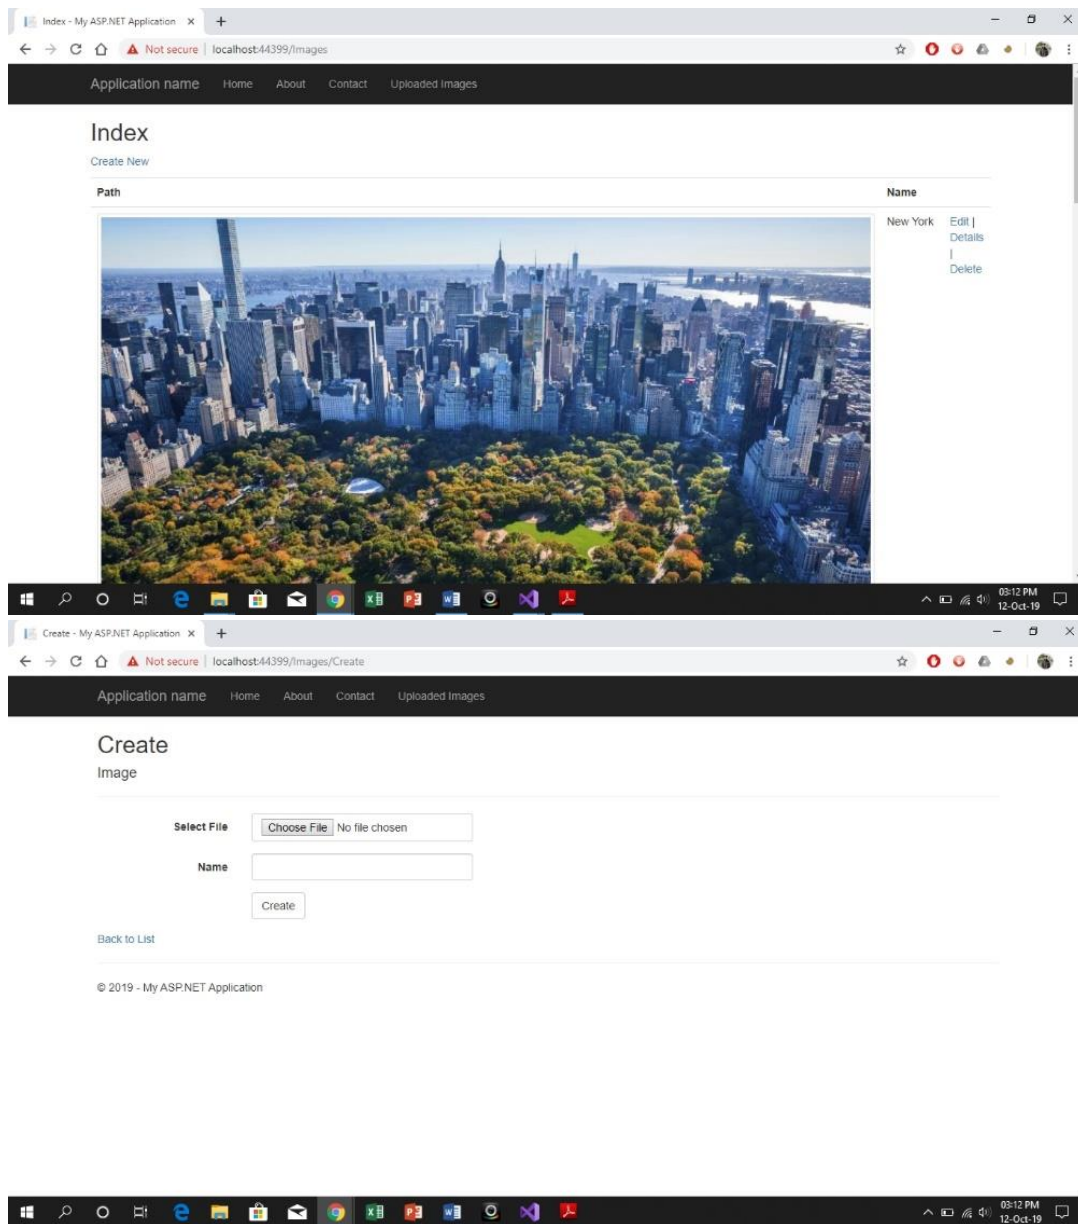 Index - My ASP.NET Application
Not secure | localhost:44399/Images
Application name Home About Contact Uploaded Images
Index
Create New
Path Name
New York Edit |
Details
|
Delete
03:12 PM
12-Oct-19
Create - My ASP.NET Application
Not secure | localhost:44399/Images/Create
Application name Home About Contact Uploaded Images
Create
Image
Select File Choose File No file chosen
Name
Create
Back to List
© 2019 - My ASP.NET Application
03:12 PM
12-Oct-19